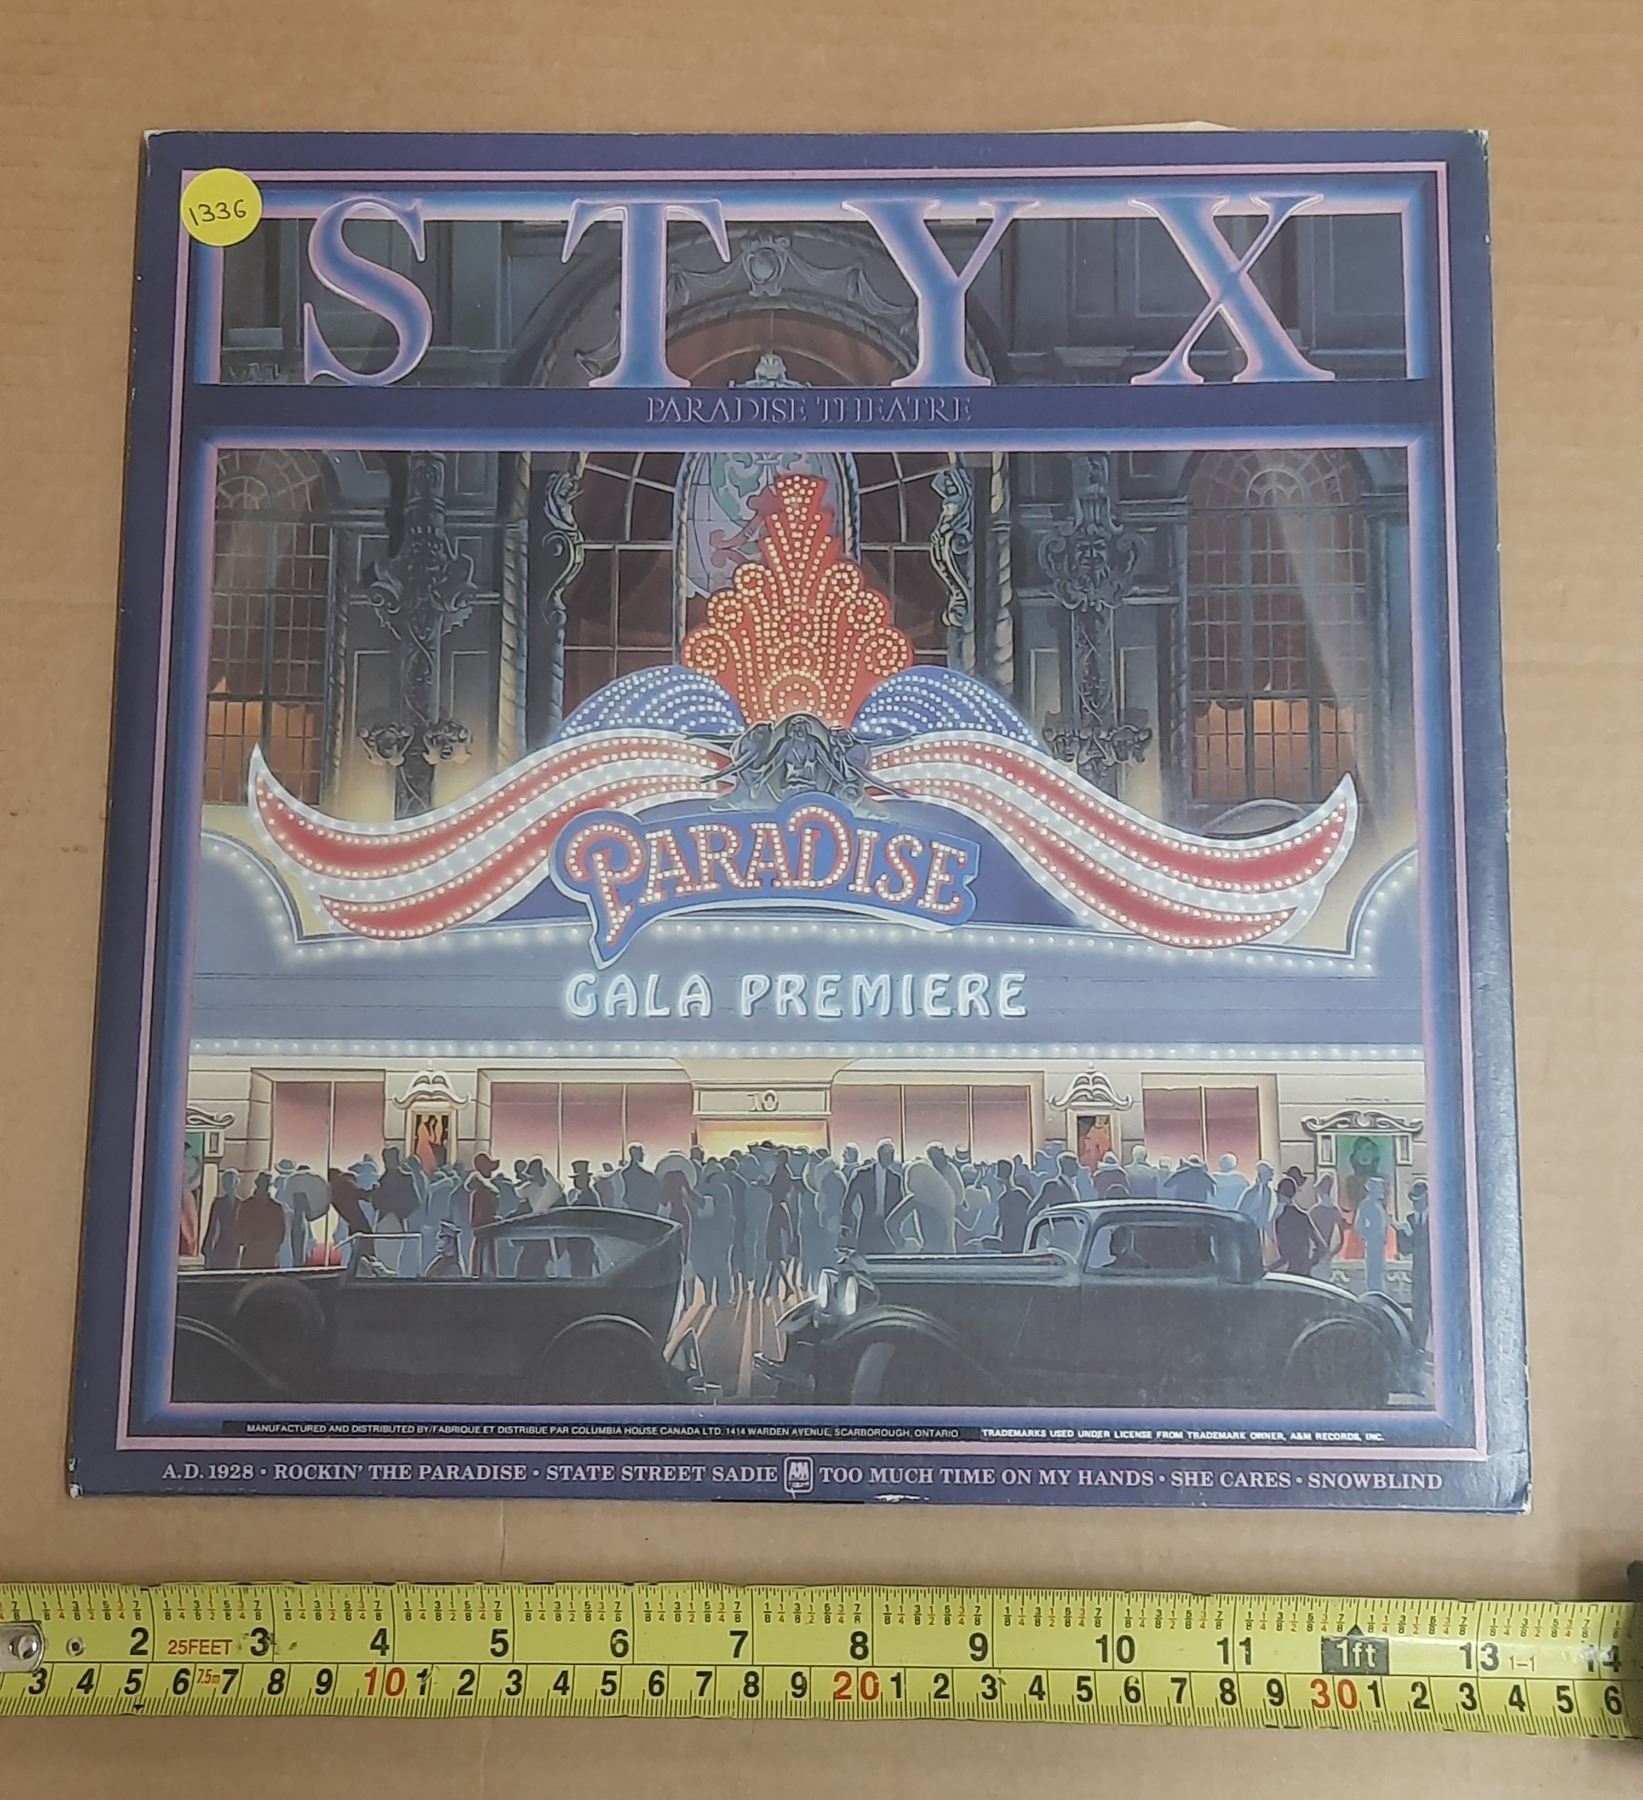 1336
STYX
PARADISE THEATRE
PARADISE
GALA PREMIERE
10
MANUFACTURED AND DISTRIBUTED BY/FABRIQUE ET DISTRIBUE PAR COLUMBIA HOUSE CANADA LTD. 1414 WARDEN AVENUE, SCARBOROUGH, ONTARIO TRADEMARKS USED UNDER LICENSE FROM TRADEMARK OWNER, A&M RECORDS, INC.
A.D. 1928 • ROCKIN' THE PARADISE • STATE STREET SADIE A&M TOO MUCH TIME ON MY HANDS • SHE CARES • SNOWBLIND
2 25FEET 3 4 5 6 7 8 9 10 11 1ft 13 1-1 14
3 4 5 6 7.5m 7 8 9 10 1 2 3 4 5 6 7 8 9 20 1 2 3 4 5 6 7 8 9 30 1 2 3 4 5 6